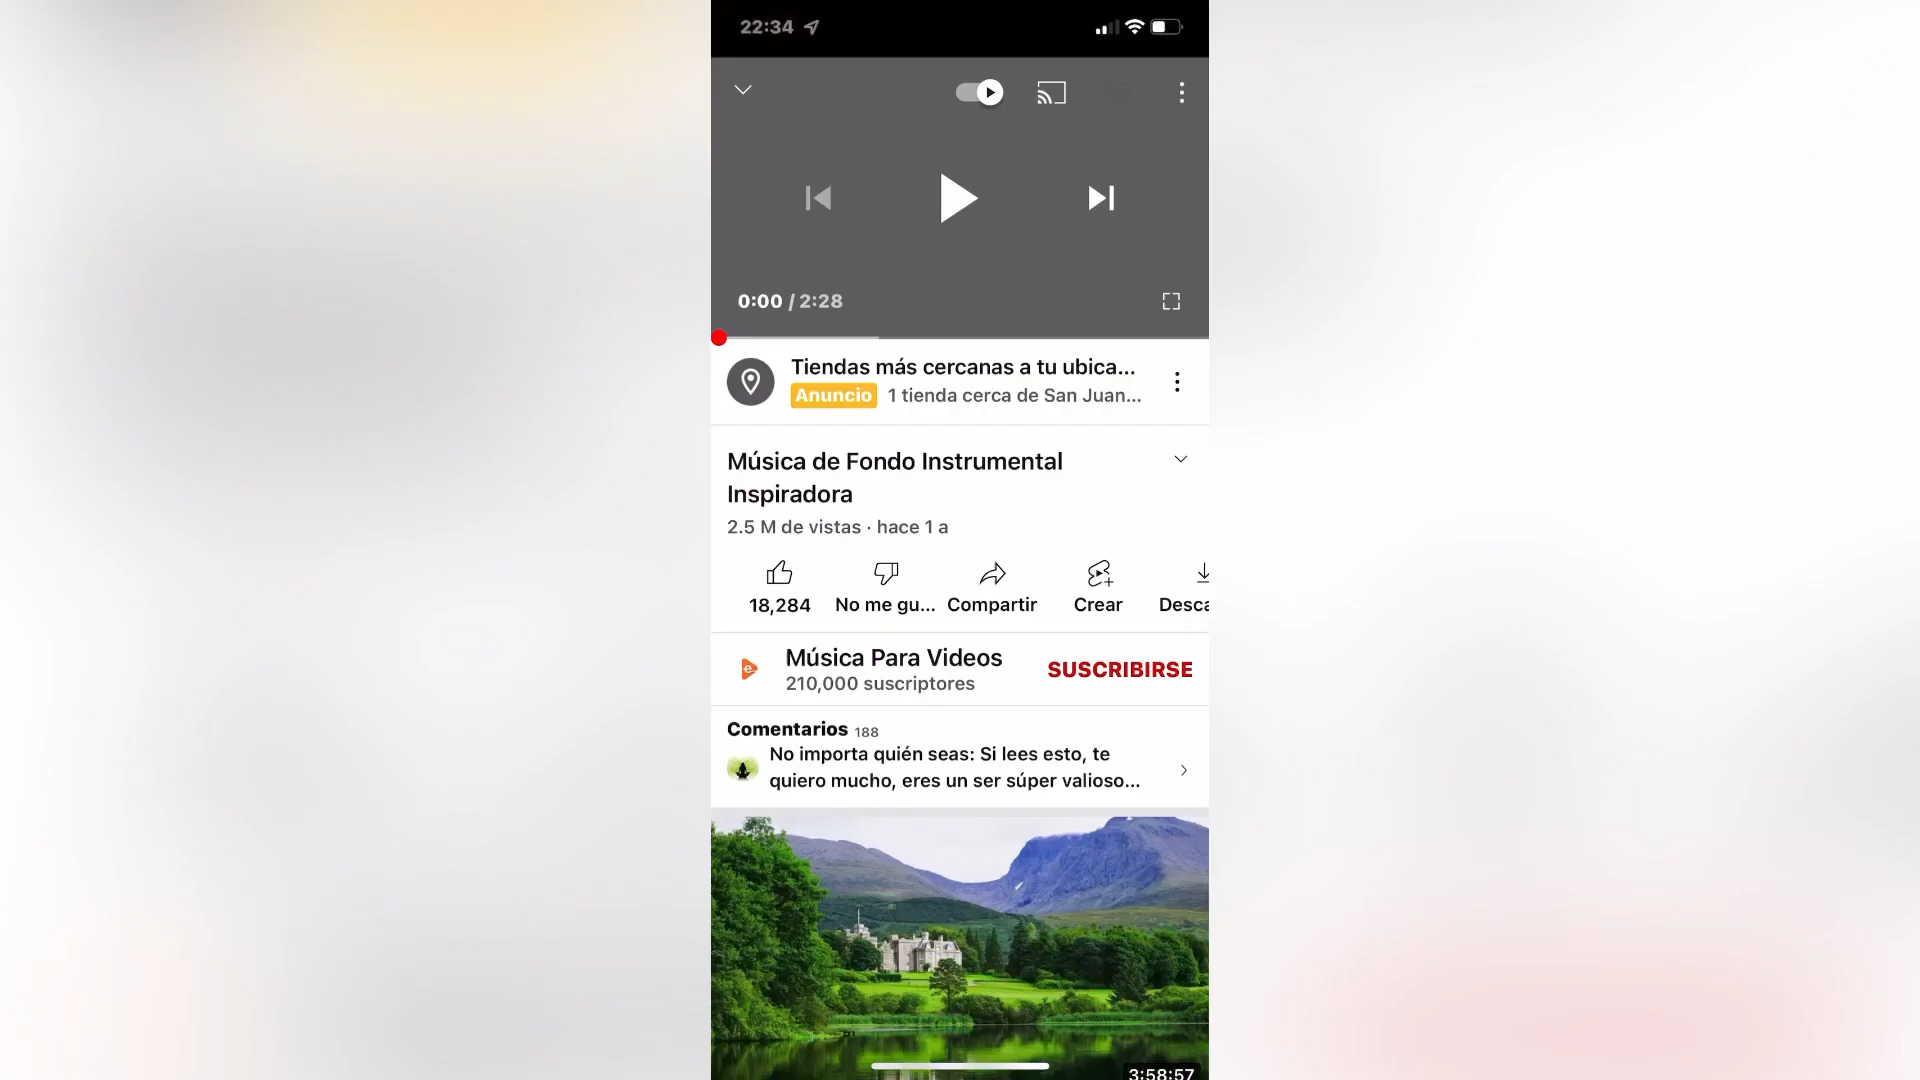 22:34
0:00 / 2:28
Tiendas más cercanas a tu ubica...
Anuncio 1 tienda cerca de San Juan...
Música de Fondo Instrumental
Inspiradora
2.5 M de vistas · hace 1 a
18,284 No me gu... Compartir Crear Desca
Música Para Videos
210,000 suscriptores
SUSCRIBIRSE
Comentarios 188
No importa quién seas: Si lees esto, te
quiero mucho, eres un ser súper valioso...
3:58:57